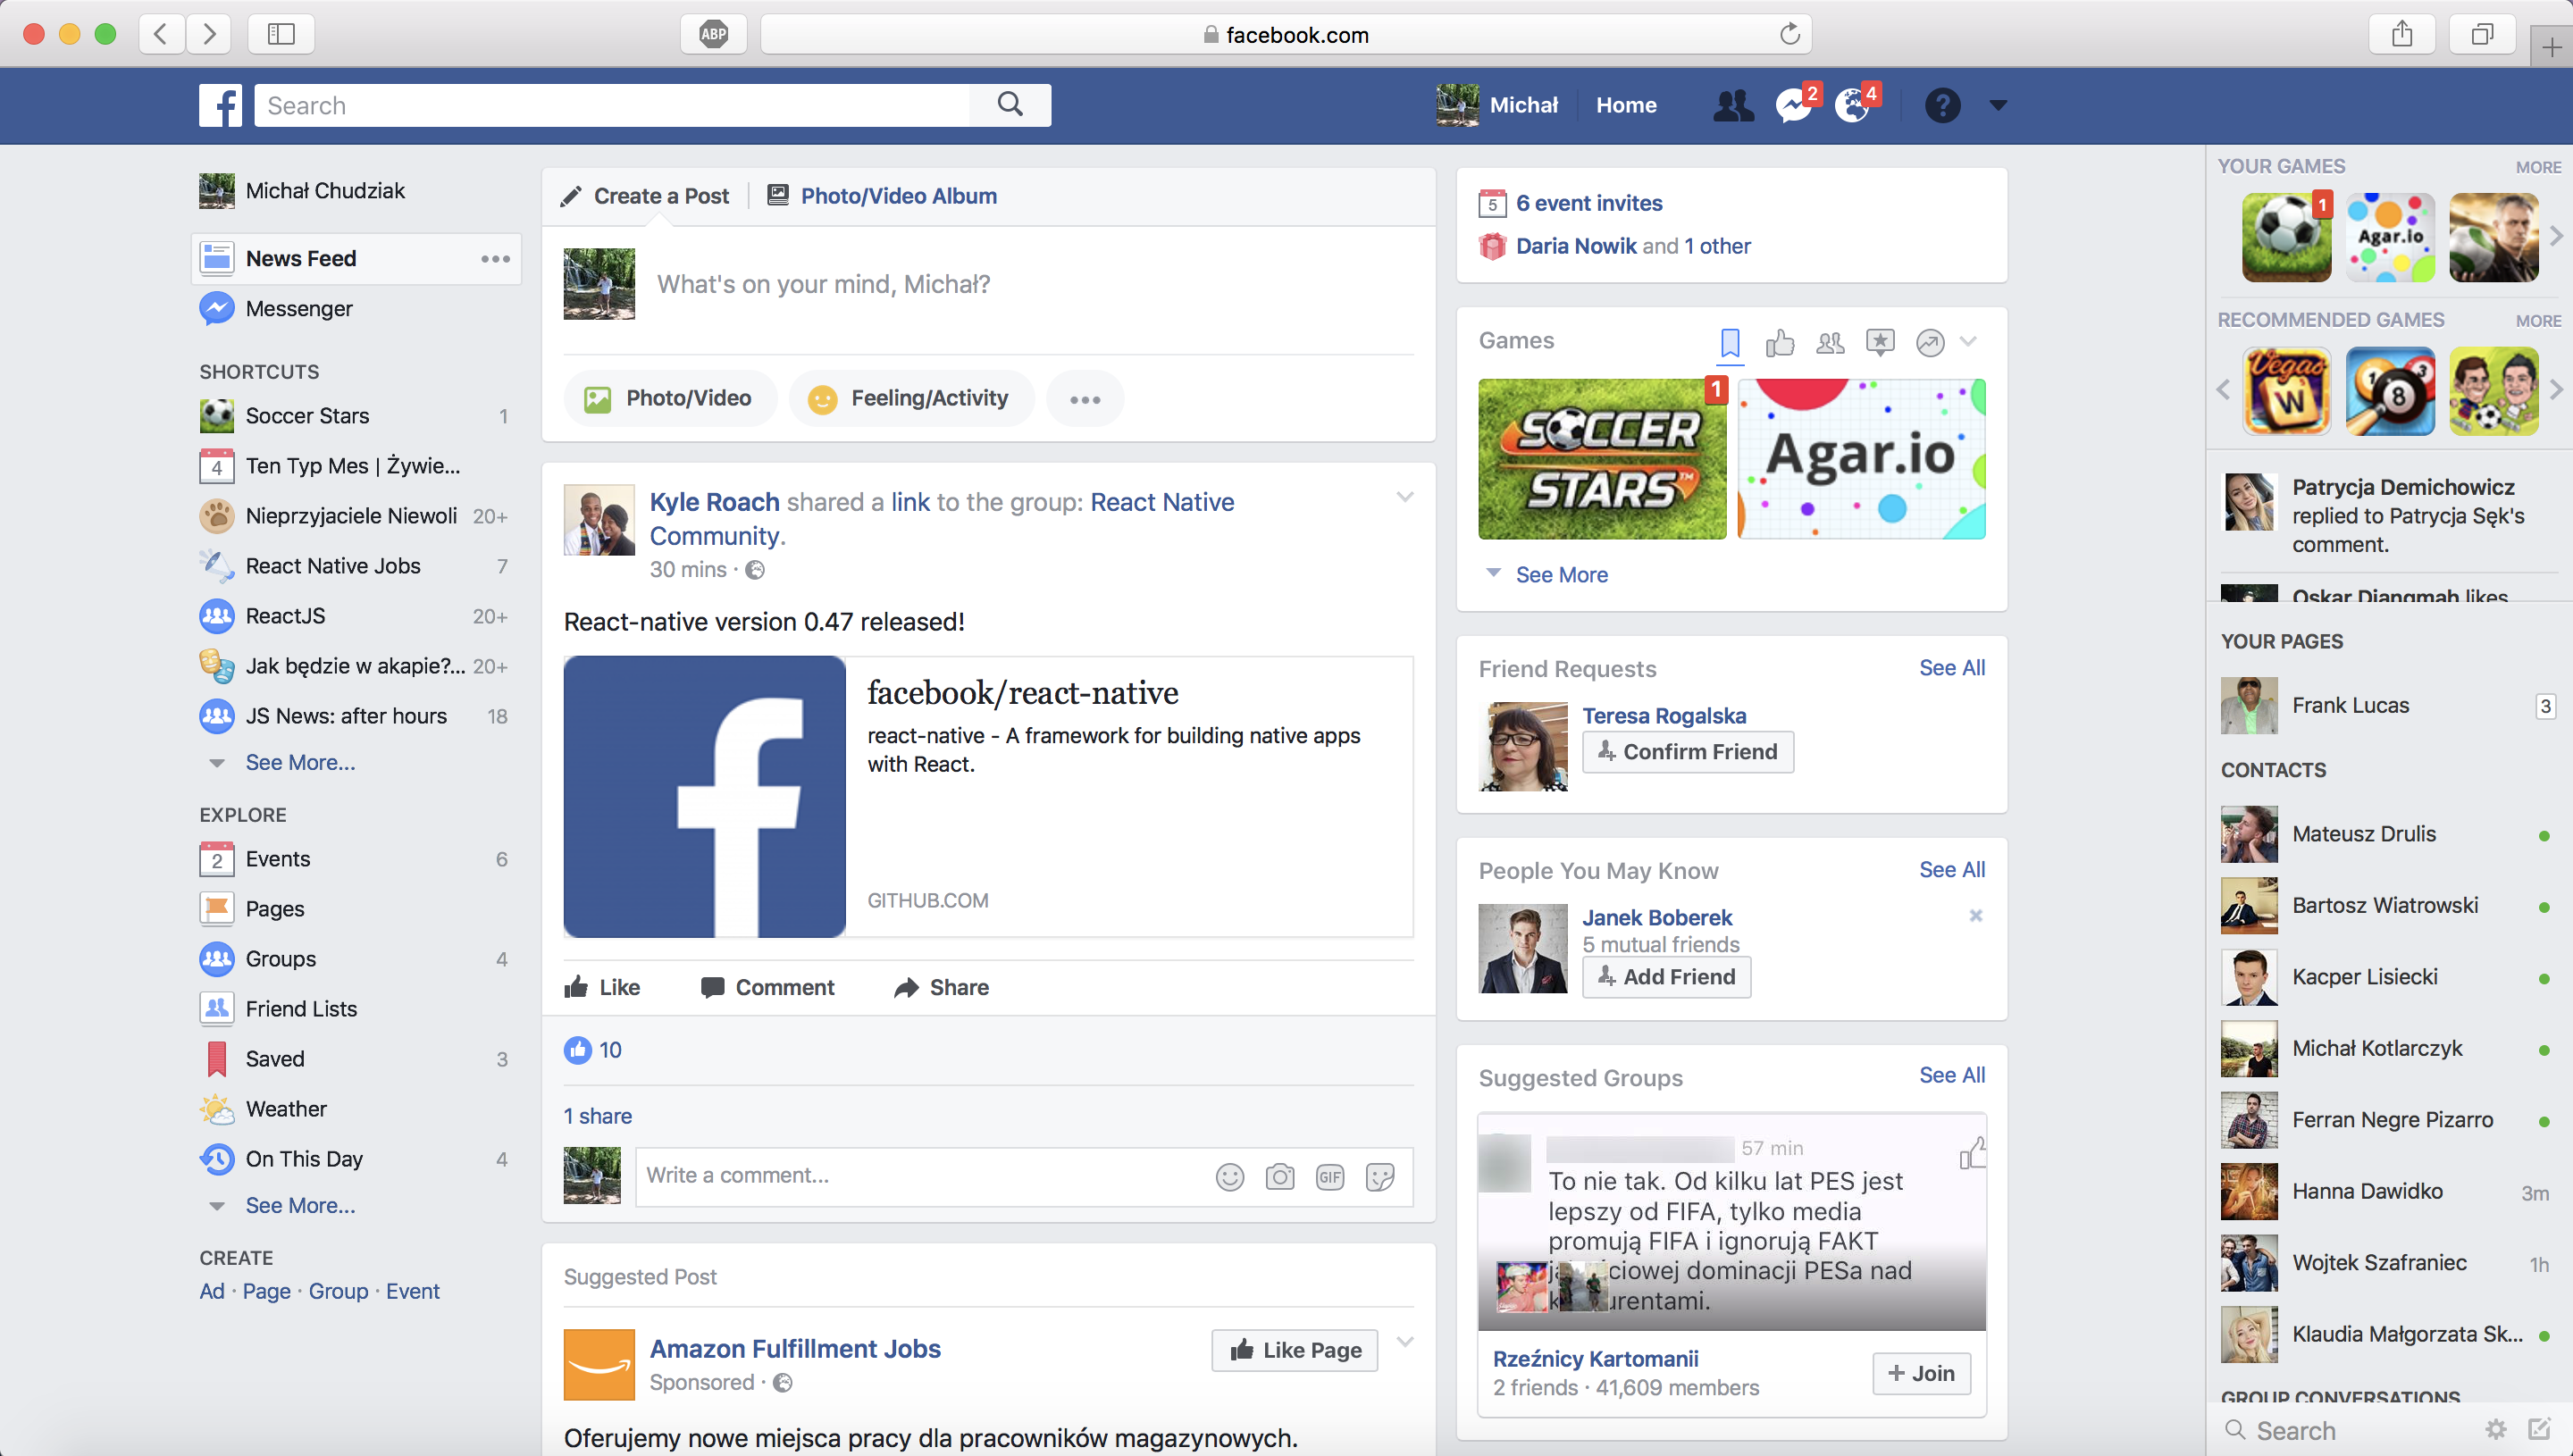 ABP
facebook.com
Search
Michał
Home
2
4
?
Michał Chudziak
News Feed
Messenger
SHORTCUTS
Soccer Stars 1
4 Ten Typ Mes | Żywie...
Nieprzyjaciele Niewoli 20+
React Native Jobs 7
ReactJS 20+
Jak będzie w akapie?... 20+
JS News: after hours 18
See More...
EXPLORE
2 Events 6
Pages
Groups 4
Friend Lists
Saved 3
Weather
On This Day 4
See More...
CREATE
Ad · Page · Group · Event
Create a Post
Photo/Video Album
What's on your mind, Michał?
Photo/Video
Feeling/Activity
Kyle Roach shared a link to the group: React Native
Community.
30 mins ·
React-native version 0.47 released!
facebook/react-native
react-native - A framework for building native apps
with React.
GITHUB.COM
Like
Comment
Share
10
1 share
Write a comment...
GIF
Suggested Post
Amazon Fulfillment Jobs
Like Page
Sponsored ·
Oferujemy nowe miejsca pracy dla pracowników magazynowych.
5 6 event invites
Daria Nowik and 1 other
Games
1
SOCCER
STARS™
Agar.io
See More
Friend Requests See All
Teresa Rogalska
Confirm Friend
People You May Know See All
Janek Boberek
5 mutual friends
Add Friend
Suggested Groups See All
57 min
To nie tak. Od kilku lat PES jest
lepszy od FIFA, tylko media
promują FIFA i ignorują FAKT
dominacji PESa nad
Rzeźnicy Kartomanii
2 friends · 41,609 members
+ Join
YOUR GAMES MORE
1
Agar.io
RECOMMENDED GAMES MORE
Vegas
W
1 8 3
Patrycja Demichowicz
replied to Patrycja Sęk's
comment.
Oskar Diangmah likes
YOUR PAGES
Frank Lucas 3
CONTACTS
Mateusz Drulis
Bartosz Wiatrowski
Kacper Lisiecki
Michał Kotlarczyk
Ferran Negre Pizarro
Hanna Dawidko 3m
Wojtek Szafraniec 1h
Klaudia Małgorzata Sk...
GROUP CONVERSATIONS
Search